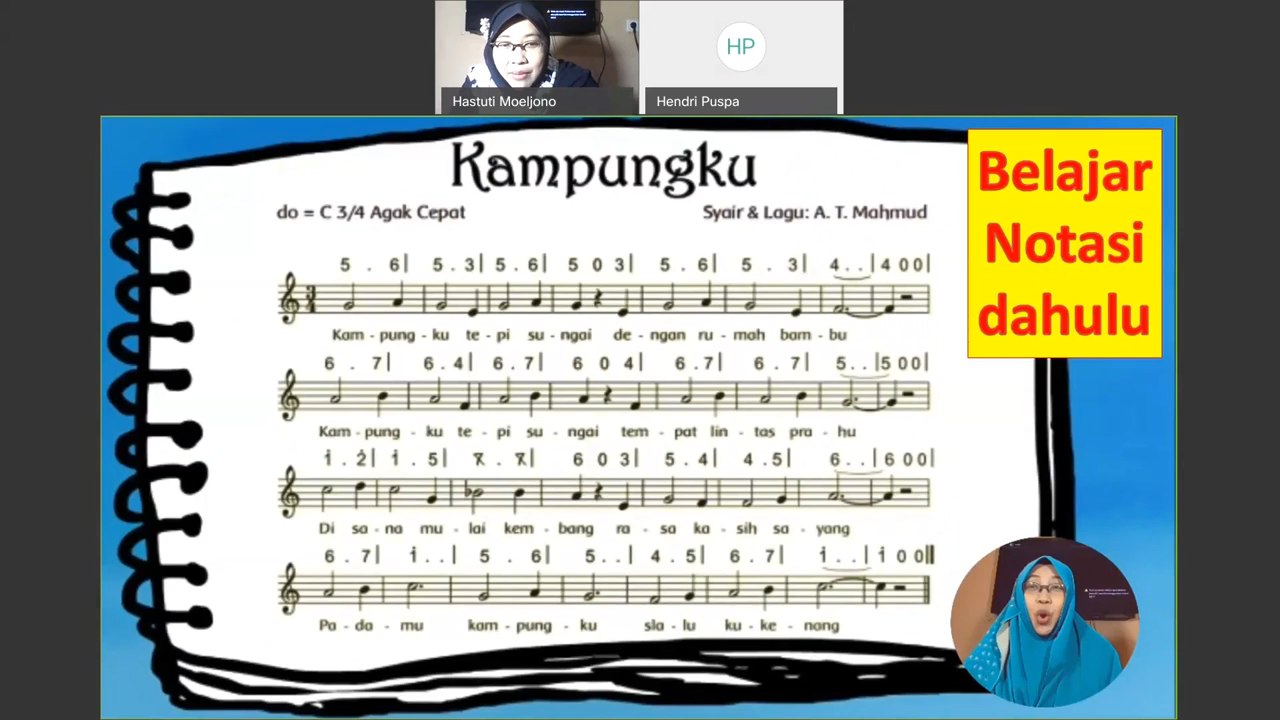 HP
Hastuti Moeljono
Hendri Puspa
Kampungku
do = C 3/4 Agak Cepat
Syair & Lagu: A. T. Mahmud
Belajar
Notasi
dahulu
5 . 6| 5 . 3| 5 . 6| 5 0 3| 5 . 6| 5 . 3| 4 . . |4 0 0|
Kam - pung - ku te - pi su - ngai de - ngan ru - mah bam - bu
6 . 7| 6 . 4| 6 . 7| 6 0 4| 6 . 7| 6 . 7| 5 . . |5 0 0|
Kam - pung - ku te - pi su - ngai tem - pat lin - tas pra - hu
i . 2̇| i . 5| 7̸ . 7̸| 6 0 3| 5 . 4| 4 . 5| 6 . . |6 0 0|
Di sa - na mu - lai kem - bang ra - sa ka - sih sa - yang
6 . 7| i . . | 5 . 6| 5 . . | 4 . 5| 6 . 7| i . . |i 0 0||
Pa - da - mu kam - pung - ku sla - lu ku - ke - nang